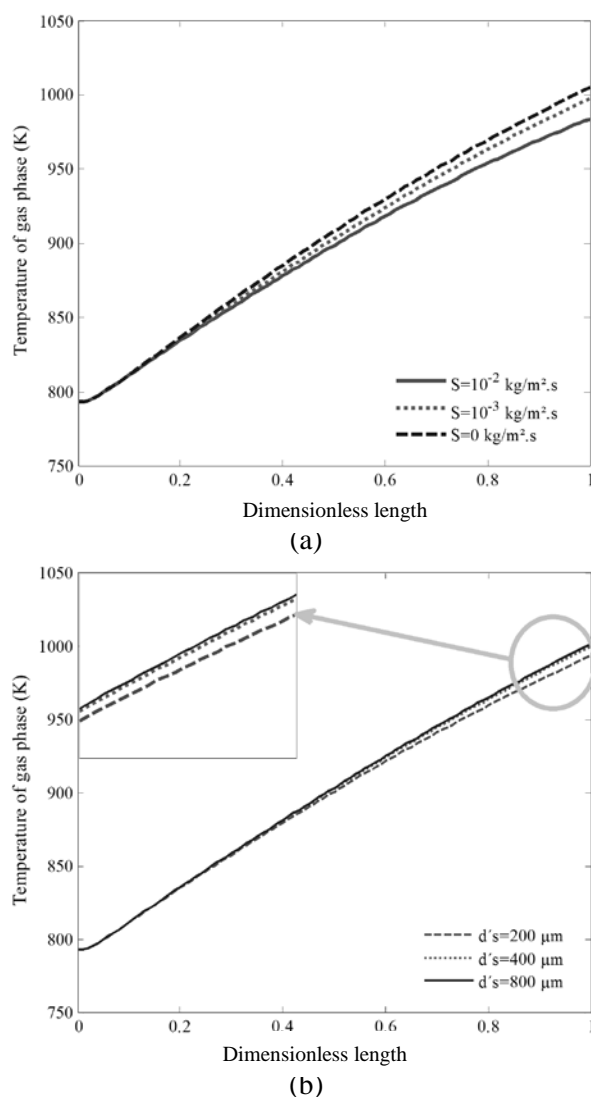 1050
1000
950
900
850
800
750
Temperature of gas phase (K)
S=10⁻² kg/m².s
S=10⁻³ kg/m².s
S=0 kg/m².s
0 0.2 0.4 0.6 0.8 1
Dimensionless length
(a)
1050
1000
950
900
850
800
750
Temperature of gas phase (K)
d´s=200 μm
d´s=400 μm
d´s=800 μm
0 0.2 0.4 0.6 0.8 1
Dimensionless length
(b)